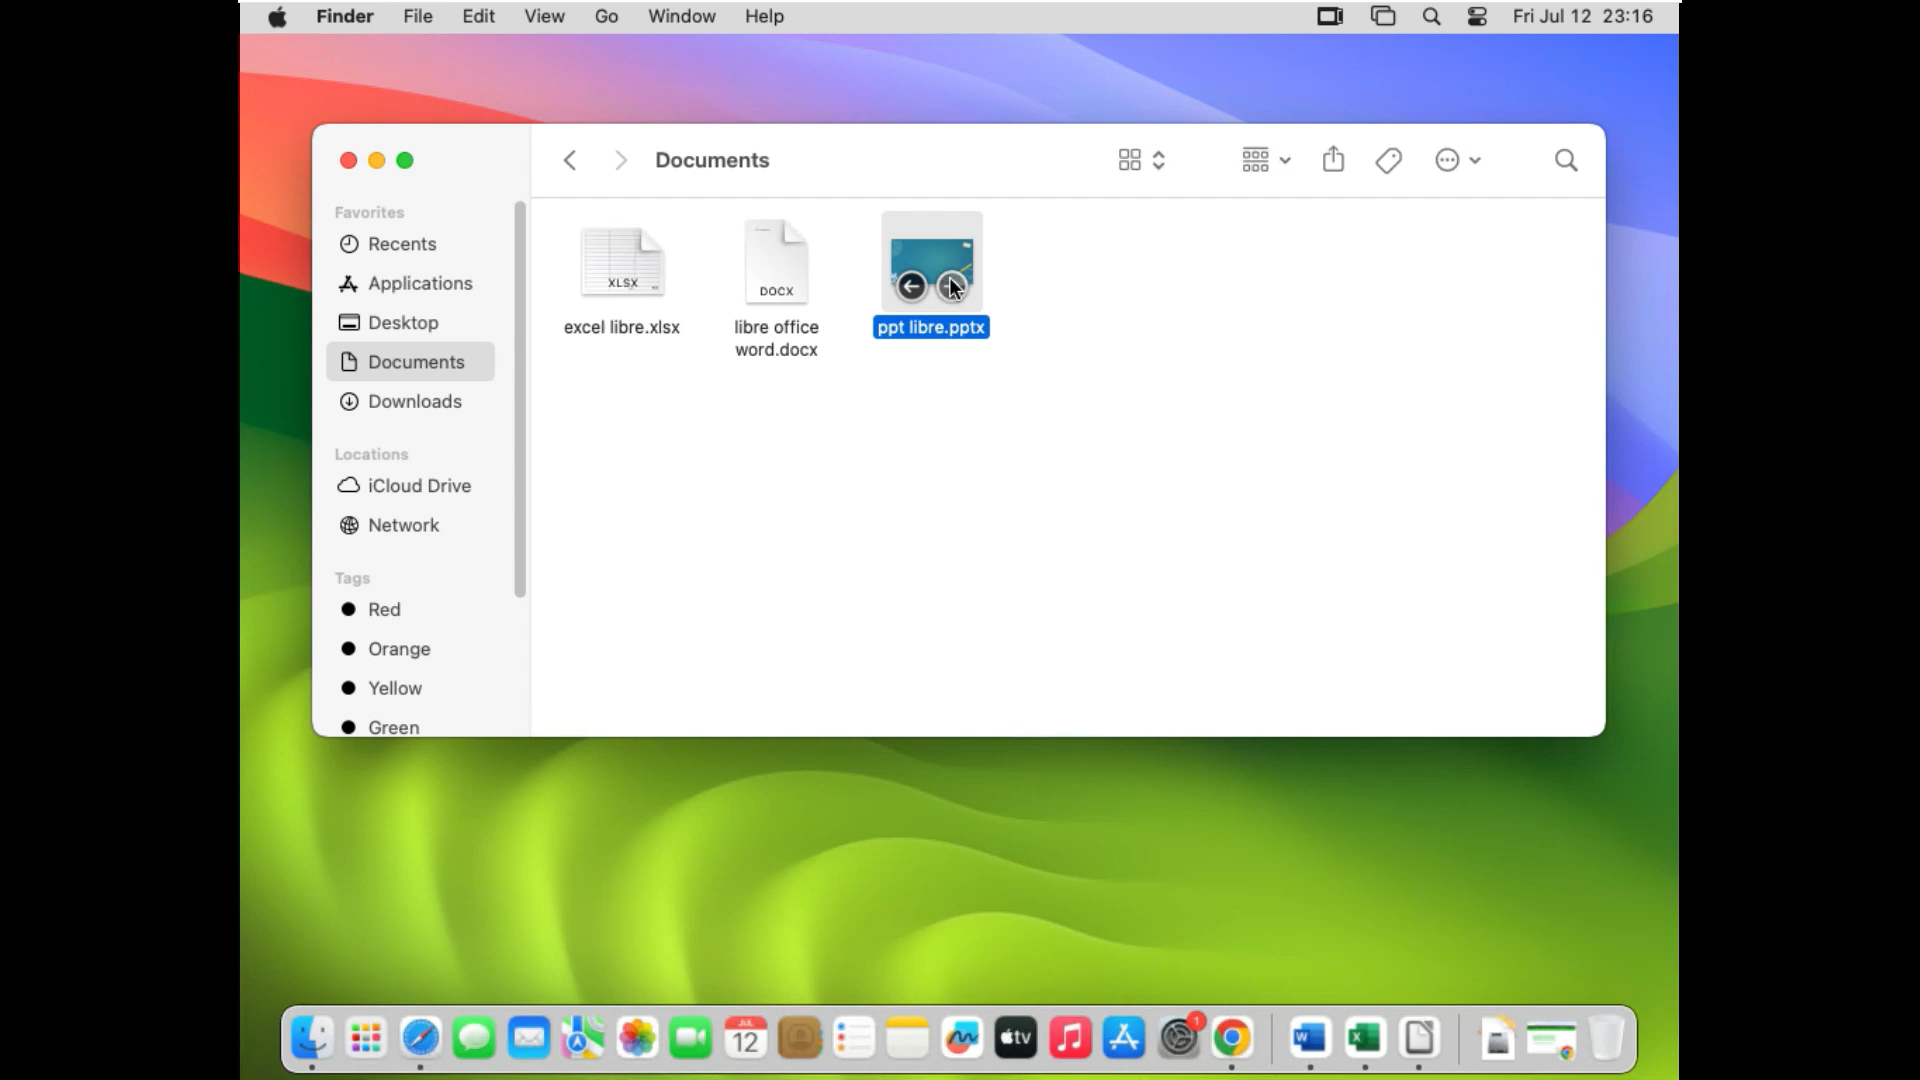 Finder File Edit View Go Window Help Fri Jul 12 23:16
Documents
Favorites
Recents
Applications
Desktop
Documents
Downloads
Locations
iCloud Drive
Network
Tags
Red
Orange
Yellow
Green
XLSX
excel libre.xlsx
DOCX
libre office
word.docx
ppt libre.pptx
JUL
12
tv
1
W
X